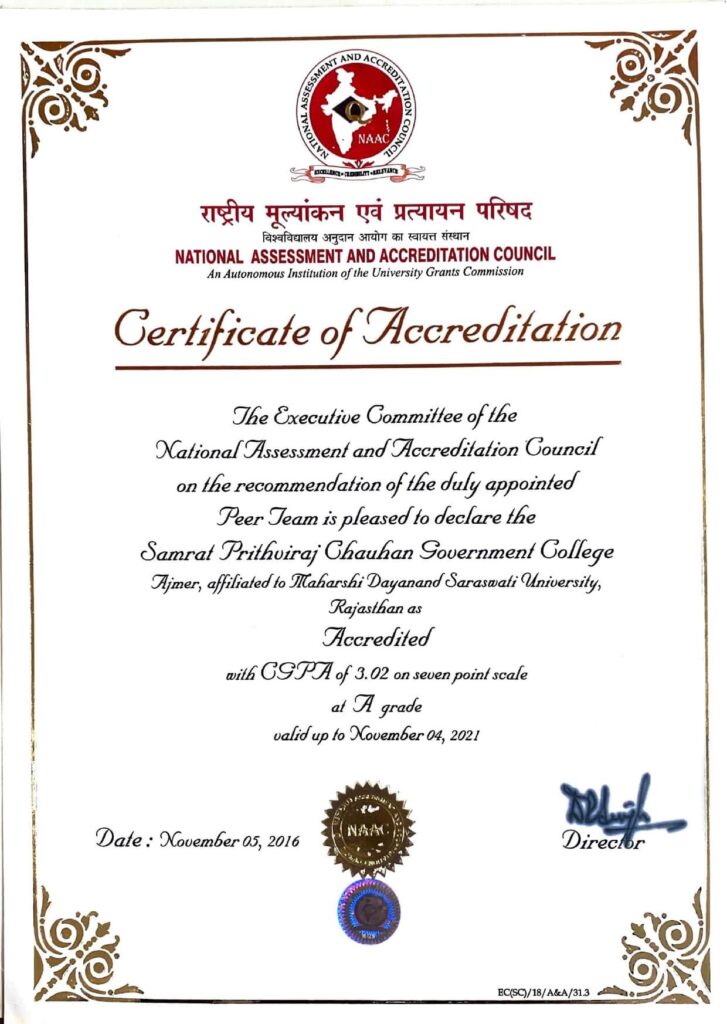 NATIONAL ASSESSMENT AND ACCREDITATION COUNCIL
NAAC
EXCELLENCE • CREDIBILITY • RELEVANCE
राष्ट्रीय मूल्यांकन एवं प्रत्यायन परिषद
विश्वविद्यालय अनुदान आयोग का स्वायत्त संस्थान
NATIONAL ASSESSMENT AND ACCREDITATION COUNCIL
An Autonomous Institution of the University Grants Commission
Certificate of Accreditation
The Executive Committee of the
National Assessment and Accreditation Council
on the recommendation of the duly appointed
Peer Team is pleased to declare the
Samrat Prithviraj Chauhan Government College
Ajmer, affiliated to Maharshi Dayanand Saraswati University,
Rajasthan as
Accredited
with CGPA of 3.02 on seven point scale
at A grade
valid up to November 04, 2021
Date : November 05, 2016
NAAC
Director
EC(SC)/18/A&A/31.3